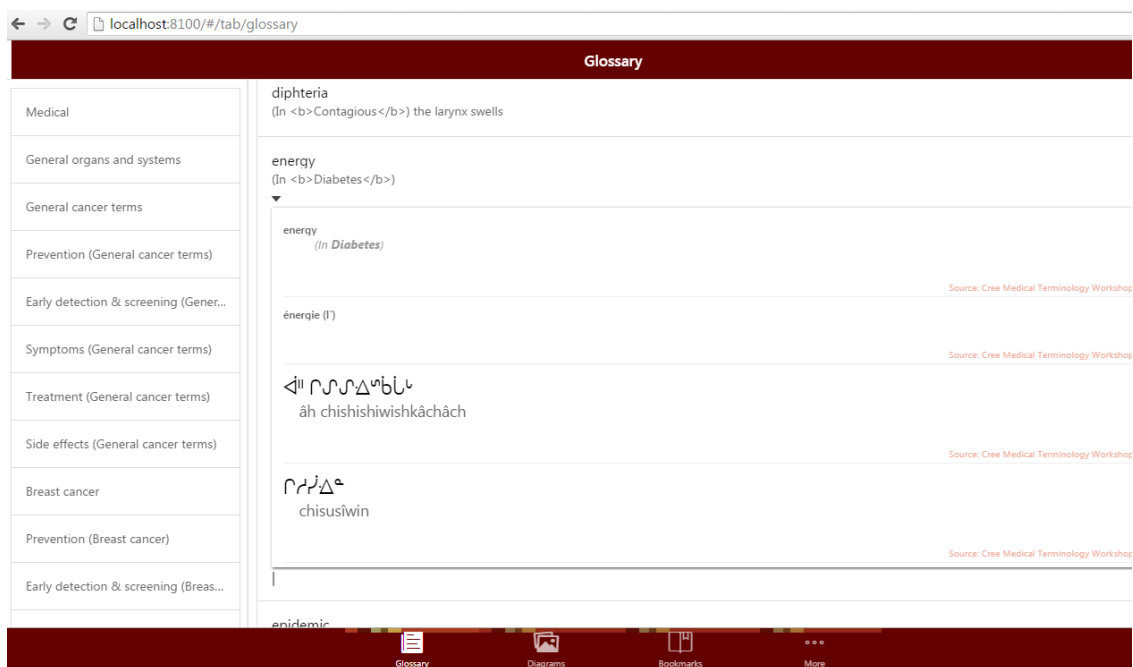 localhost:8100/#/tab/glossary
Glossary
Medical
General organs and systems
General cancer terms
Prevention (General cancer terms)
Early detection & screening (Gener...
Symptoms (General cancer terms)
Treatment (General cancer terms)
Side effects (General cancer terms)
Breast cancer
Prevention (Breast cancer)
Early detection & screening (Breas...
diphteria
(In <b>Contagious</b>) the larynx swells
energy
(In <b>Diabetes</b>)
energy
(In Diabetes)
Source: Cree Medical Terminology Workshop
énergie (l')
Source: Cree Medical Terminology Workshop
ᐋᐦ ᒋᔑᔑᐎᔥᑳᒑᒡ
âh chishishiwishkâchâch
Source: Cree Medical Terminology Workshop
ᒋᓱᓰᐎᓐ
chisusîwin
Source: Cree Medical Terminology Workshop
epidemic
Glossary
Diagrams
Bookmarks
More